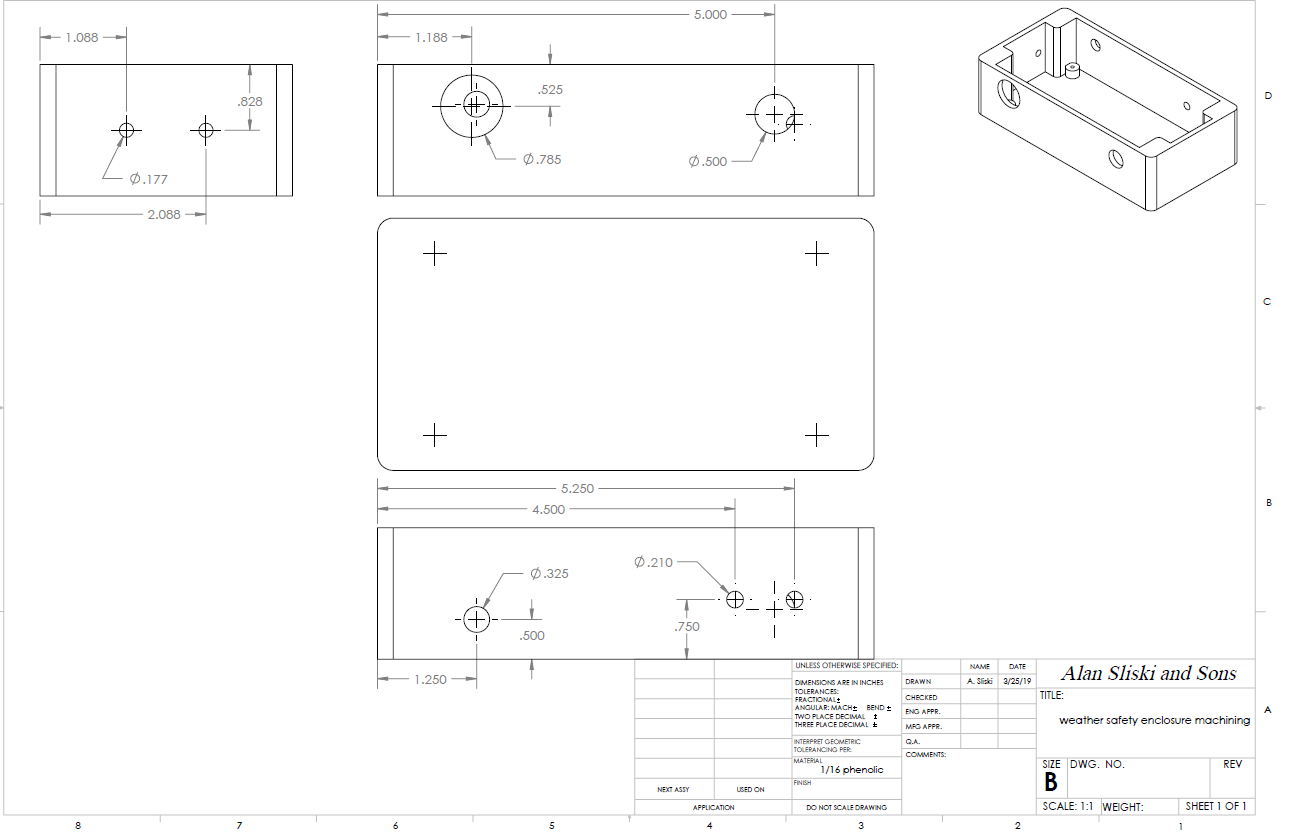 5.000
1.188
1.088
.525
.828
Ø.785
Ø.500
Ø.177
2.088
D
C
5.250
4.500
B
Ø.210
Ø.325
.750
.500
1.250
UNLESS OTHERWISE SPECIFIED:
DIMENSIONS ARE IN INCHES
TOLERANCES:
FRACTIONAL±
ANGULAR: MACH± BEND ±
TWO PLACE DECIMAL ±
THREE PLACE DECIMAL ±
INTERPRET GEOMETRIC
TOLERANCING PER:
MATERIAL
1/16 phenolic
FINISH
DO NOT SCALE DRAWING
NEXT ASSY USED ON
APPLICATION
NAME DATE
DRAWN A. Sliski 3/25/19
CHECKED
ENG APPR.
MFG APPR.
Q.A.
COMMENTS:
Alan Sliski and Sons
TITLE:
weather safety enclosure machining
SIZE DWG. NO. REV
B
SCALE: 1:1 WEIGHT: SHEET 1 OF 1
A
8 7 6 5 4 3 2 1